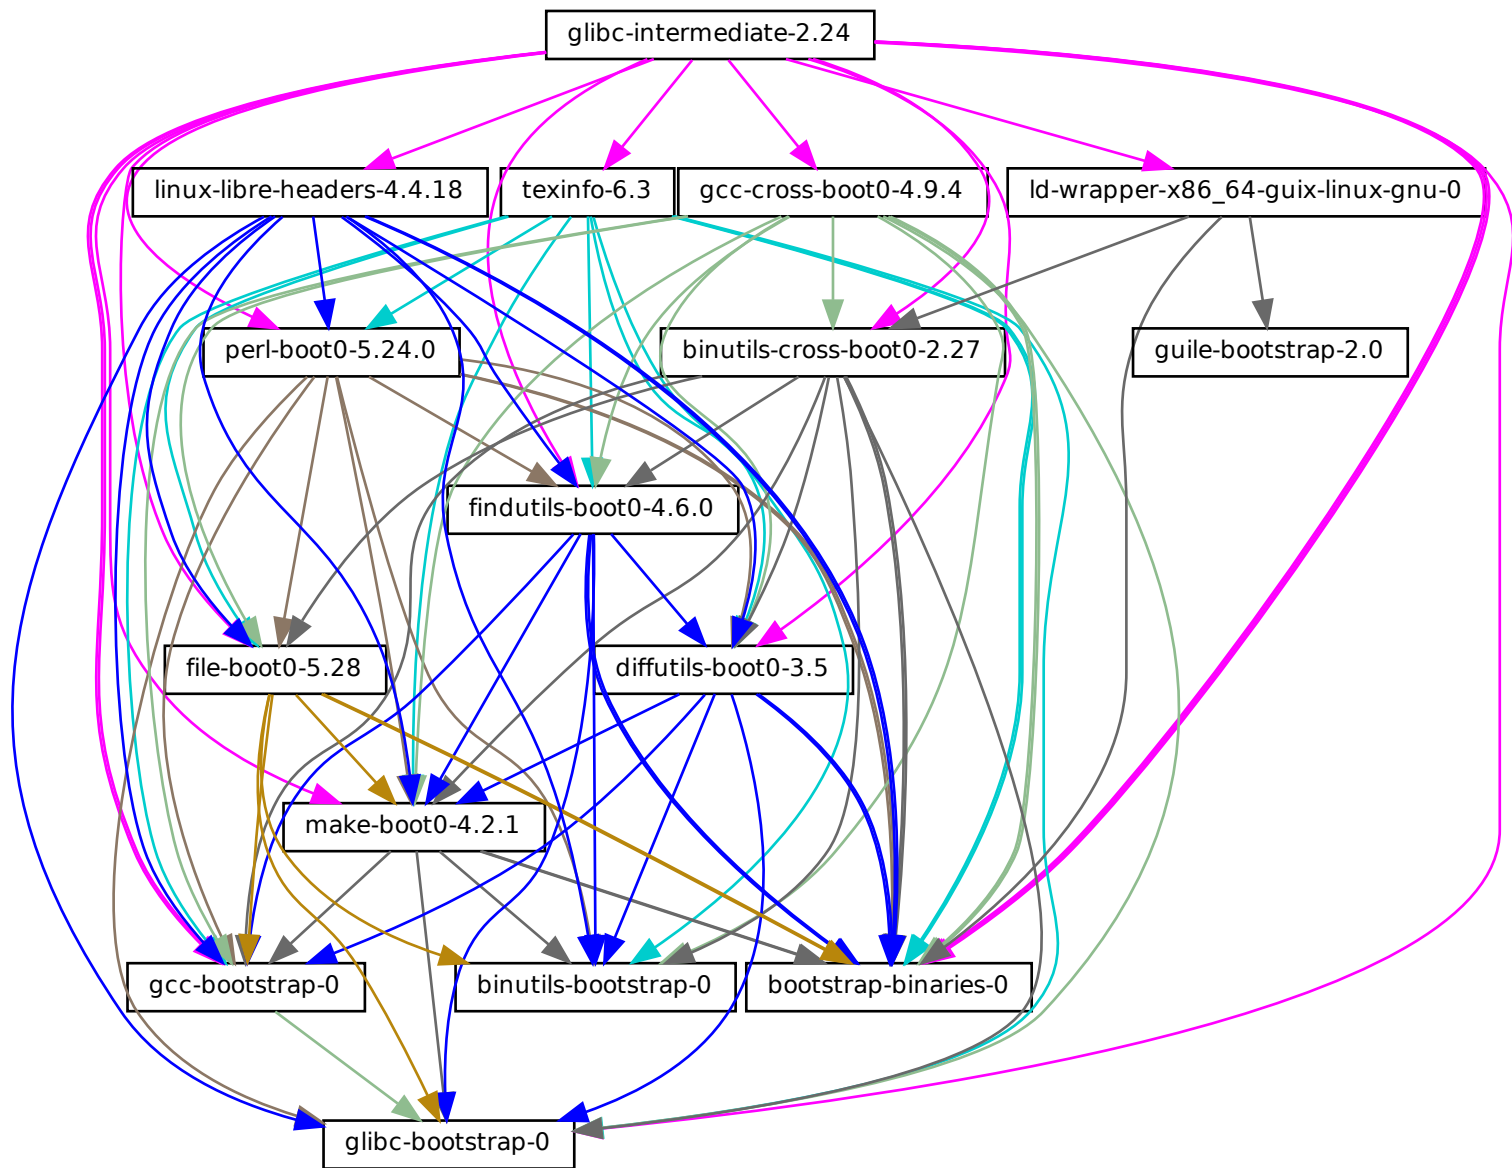 glibc-intermediate-2.24
linux-libre-headers-4.4.18
texinfo-6.3
gcc-cross-boot0-4.9.4
ld-wrapper-x86_64-guix-linux-gnu-0
perl-boot0-5.24.0
binutils-cross-boot0-2.27
guile-bootstrap-2.0
findutils-boot0-4.6.0
file-boot0-5.28
diffutils-boot0-3.5
make-boot0-4.2.1
gcc-bootstrap-0
binutils-bootstrap-0
bootstrap-binaries-0
glibc-bootstrap-0